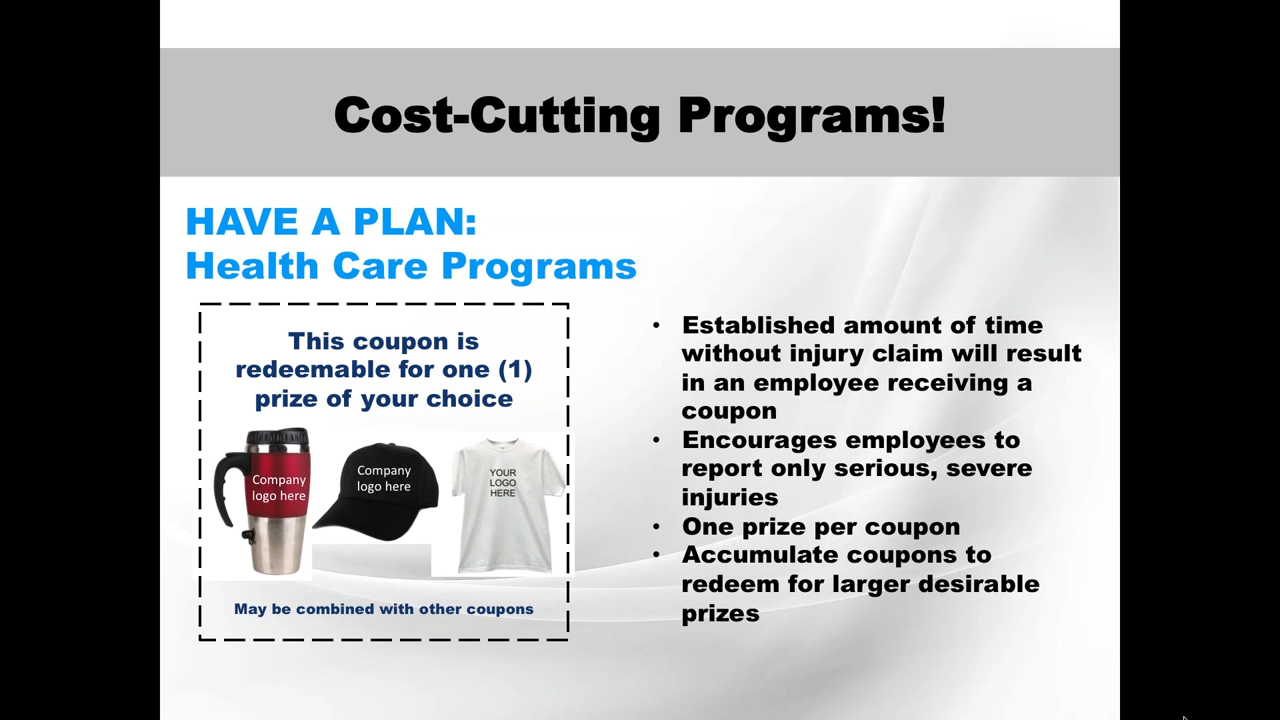 Cost-Cutting Programs!
HAVE A PLAN:
Health Care Programs
This coupon is
redeemable for one (1)
prize of your choice
Company
logo here
Company
logo here
YOUR
LOGO
HERE
May be combined with other coupons
• Established amount of time
without injury claim will result
in an employee receiving a
coupon
• Encourages employees to
report only serious, severe
injuries
• One prize per coupon
• Accumulate coupons to
redeem for larger desirable
prizes